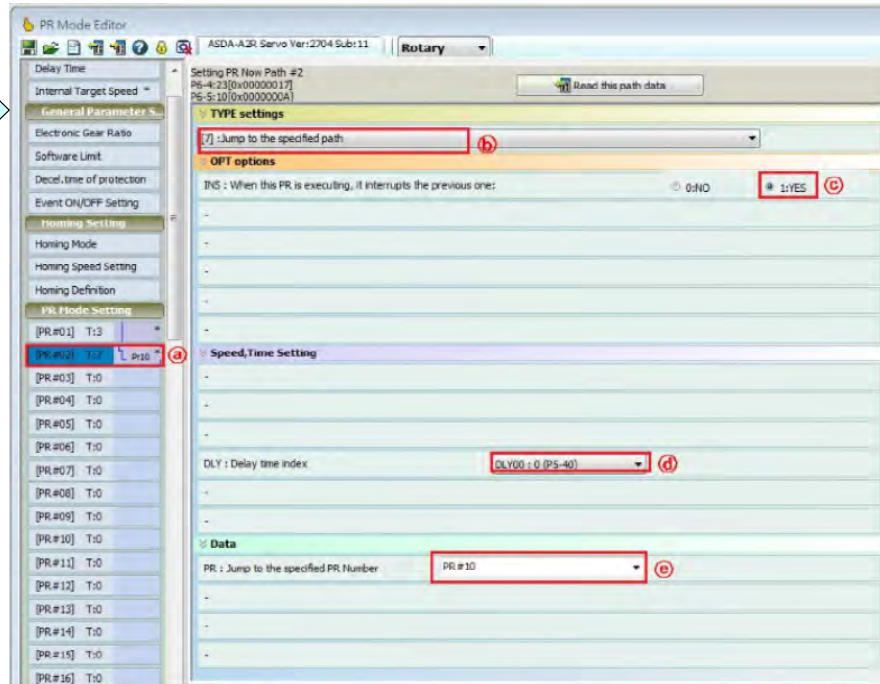 PR Mode Editor
ASDA-A2R Servo Ver:2704 Sub:11
Rotary
Delay Time
Internal Target Speed
General Parameter S...
Electronic Gear Ratio
Software Limit
Decel.time of protection
Event ON/OFF Setting
Homing Setting
Homing Mode
Homing Speed Setting
Homing Definition
PR Mode Setting
[PR#01] T:3 *
[PR#02] T:7 Pr10 *
a
[PR#03] T:0
[PR#04] T:0
[PR#05] T:0
[PR#06] T:0
[PR#07] T:0
[PR#08] T:0
[PR#09] T:0
[PR#10] T:0
[PR#11] T:0
[PR#12] T:0
[PR#13] T:0
[PR#14] T:0
[PR#15] T:0
[PR#16] T:0
Setting PR Now Path #2
P6-4:23[0x00000017]
P6-5:10[0x0000000A]
Read this path data
TYPE settings
[7] :Jump to the specified path
b
OPT options
INS : When this PR is executing, it interrupts the previous one:
0:NO
1:YES
c
-
-
-
-
-
Speed,Time Setting
-
-
-
DLY : Delay time index
DLY00 : 0 (P5-40)
d
-
-
Data
PR : Jump to the specified PR Number
PR#10
e
-
-
-
-